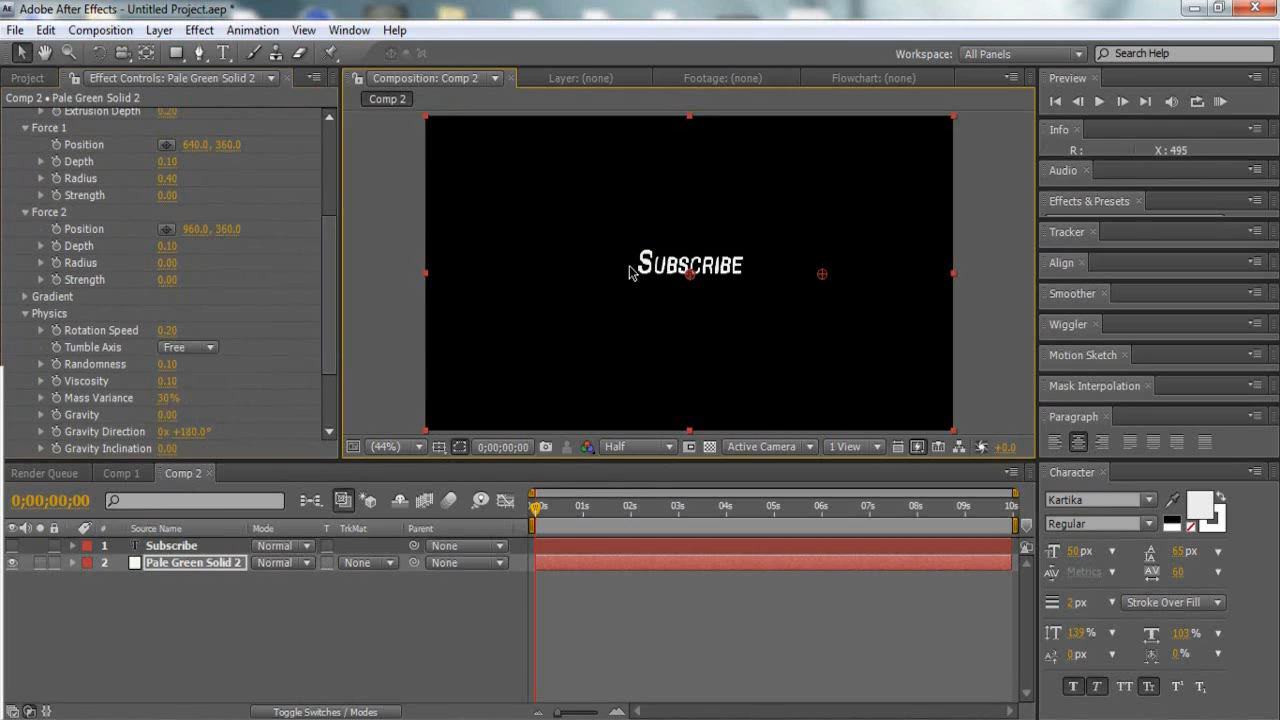 Adobe After Effects - Untitled Project.aep *
File Edit Composition Layer Effect Animation View Window Help
Workspace: All Panels Search Help
Project Effect Controls: Pale Green Solid 2 Composition: Comp 2 Layer: (none) Footage: (none) Flowchart: (none) Preview
Comp 2 • Pale Green Solid 2 Comp 2
Extrusion Depth 0.20
Force 1
Position 640.0, 360.0
Depth 0.10
Radius 0.40
Strength 0.00
Force 2
Position 960.0, 360.0
Depth 0.10
Radius 0.00
Strength 0.00
Gradient
Physics
Rotation Speed 0.20
Tumble Axis Free
Randomness 0.10
Viscosity 0.10
Mass Variance 30%
Gravity 0.00
Gravity Direction 0x +180.0°
Gravity Inclination 0.00
SUBSCRIBE
(44%) 0;00;00;00 Half Active Camera 1 View +0.0
Info
R: X : 495
Audio
Effects & Presets
Tracker
Align
Smoother
Wiggler
Motion Sketch
Mask Interpolation
Paragraph
Character
Kartika
Regular
50 px 65 px
Metrics 60
2 px Stroke Over Fill
139 % 103 %
0 px 0 %
T T TT Tт T¹ T₁
Render Queue Comp 1 Comp 2
0;00;00;00
00s 01s 02s 03s 04s 05s 06s 07s 08s 09s 10s
# Source Name Mode T TrkMat Parent
1 T Subscribe Normal None
2 Pale Green Solid 2 Normal None None
Toggle Switches / Modes